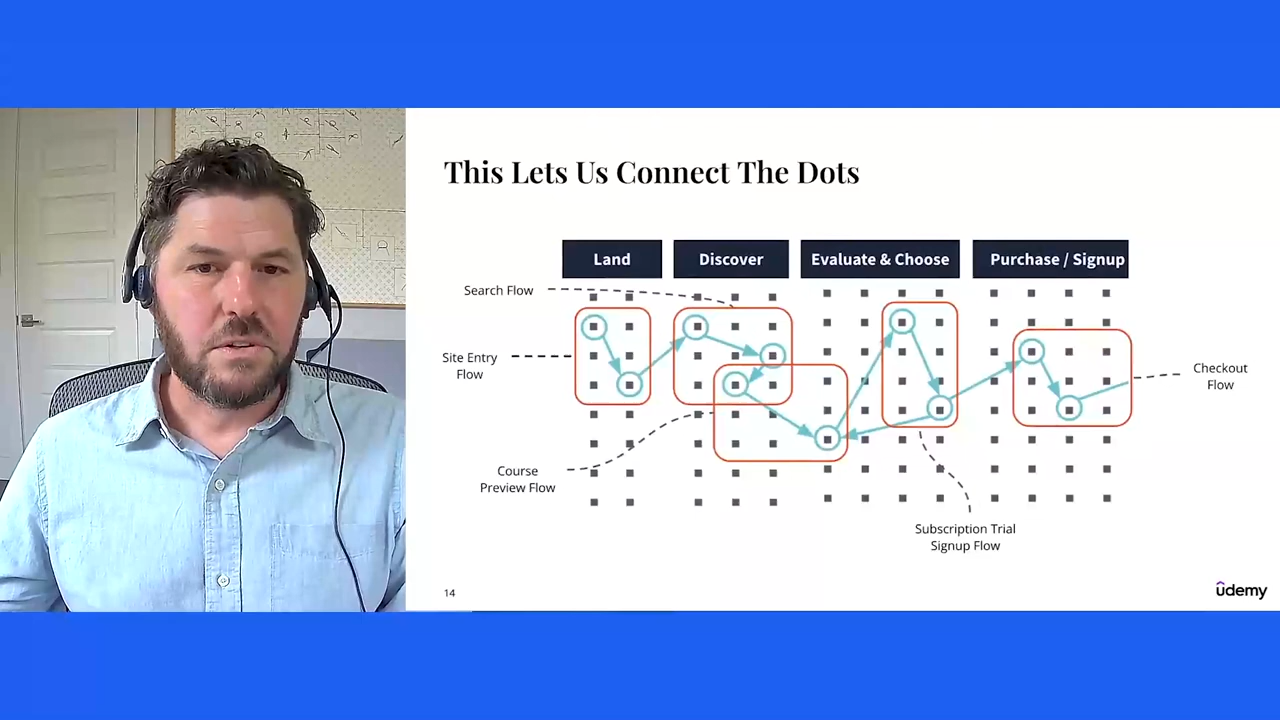 This Lets Us Connect The Dots
Land
Discover
Evaluate & Choose
Purchase / Signup
Search Flow
Site Entry
Flow
Checkout
Flow
Course
Preview Flow
Subscription Trial
Signup Flow
14
ûdemy